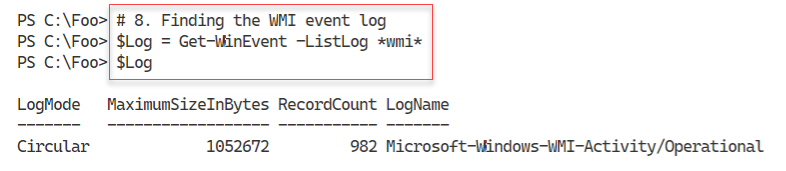 PS C:\Foo> # 8. Finding the WMI event log
PS C:\Foo> $Log = Get-WinEvent -ListLog *wmi*
PS C:\Foo> $Log
LogMode   MaximumSizeInBytes RecordCount LogName
-------   ------------------ ----------- -------
Circular             1052672         982 Microsoft-Windows-WMI-Activity/Operational